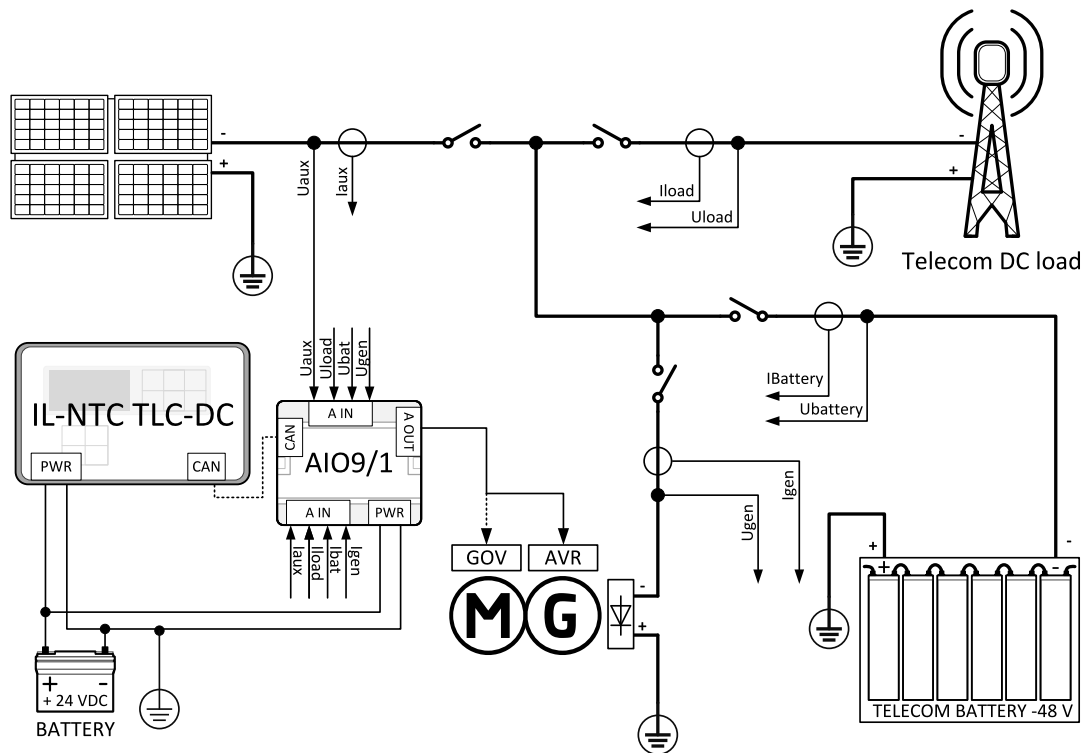 -
+
Uaux
Iaux
Iload
Uload
-
+
Telecom DC load
Uaux
Uload
Ubat
Ugen
IBattery
Ubattery
IL-NTC TLC-DC
PWR
CAN
A IN
CAN
A OUT
AIO9/1
A IN
PWR
Iaux
Iload
Ibat
Igen
Igen
Ugen
GOV
AVR
M
G
-
+
+
-
+ -
TELECOM BATTERY -48 V
+ -
+ 24 VDC
BATTERY